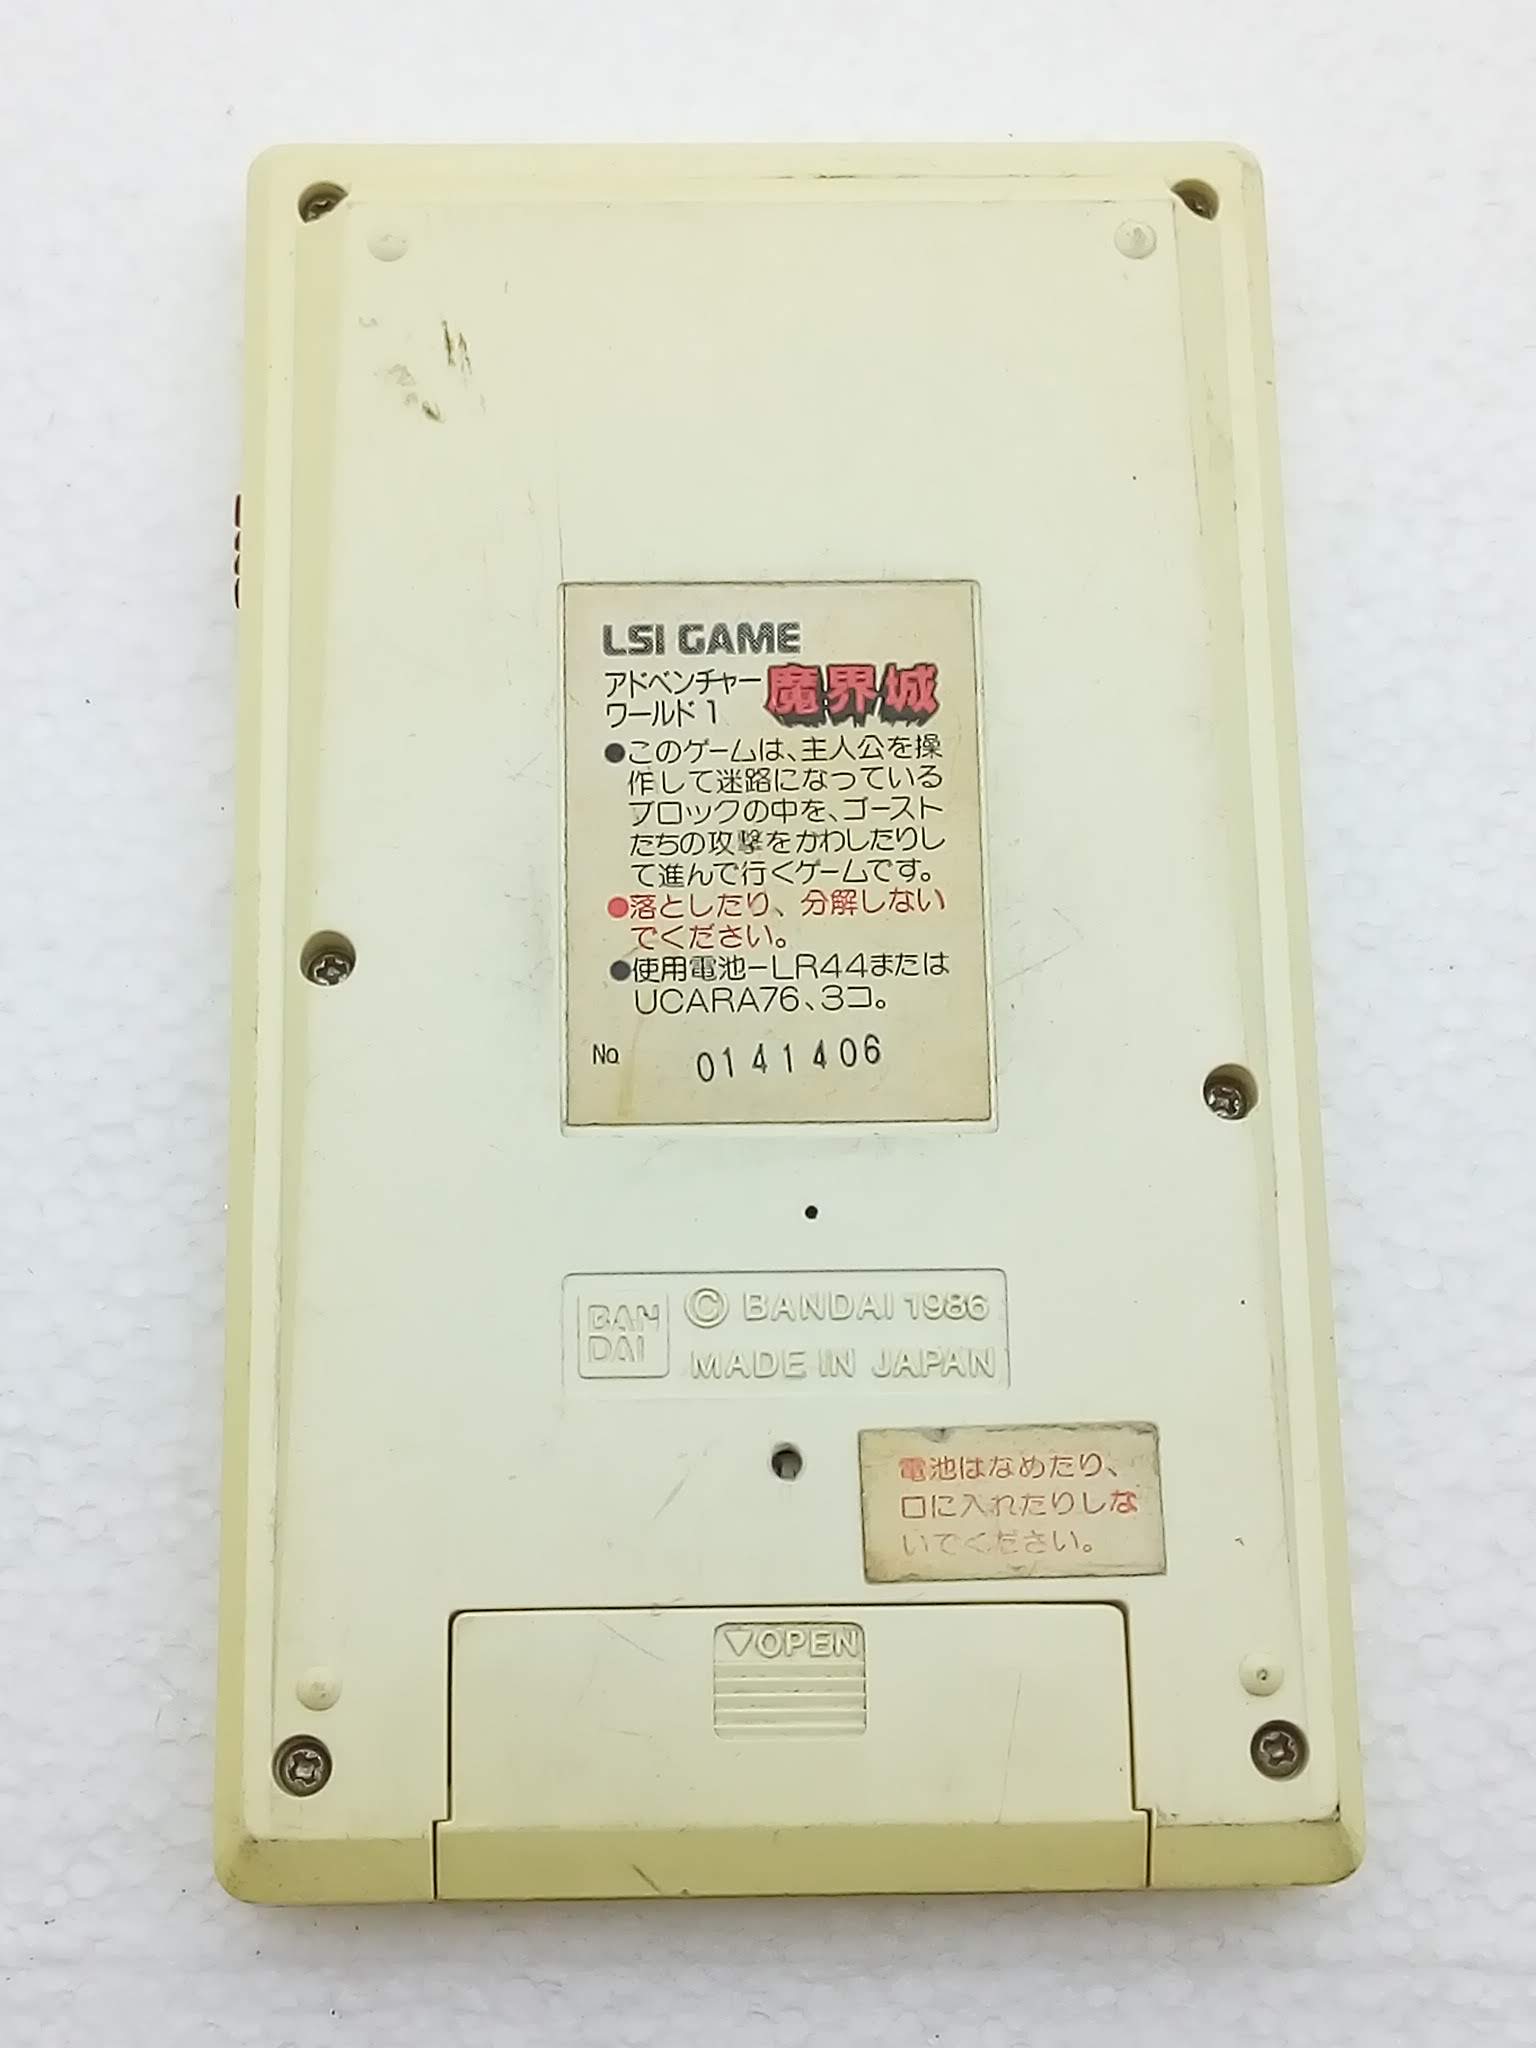 LSI GAME
アドベンチャー
ワールド1
魔界城
●このゲームは、主人公を操
作して迷路になっている
ブロックの中を、ゴースト
たちの攻撃をかわしたりし
て進んで行くゲームです。
●落としたり、分解しない
でください。
●使用電池−LR44または
UCARA76、3コ。
No. 0141406
BAN
DAI
© BANDAI 1986
MADE IN JAPAN
電池はなめたり、
口に入れたりしな
いでください。
▽OPEN